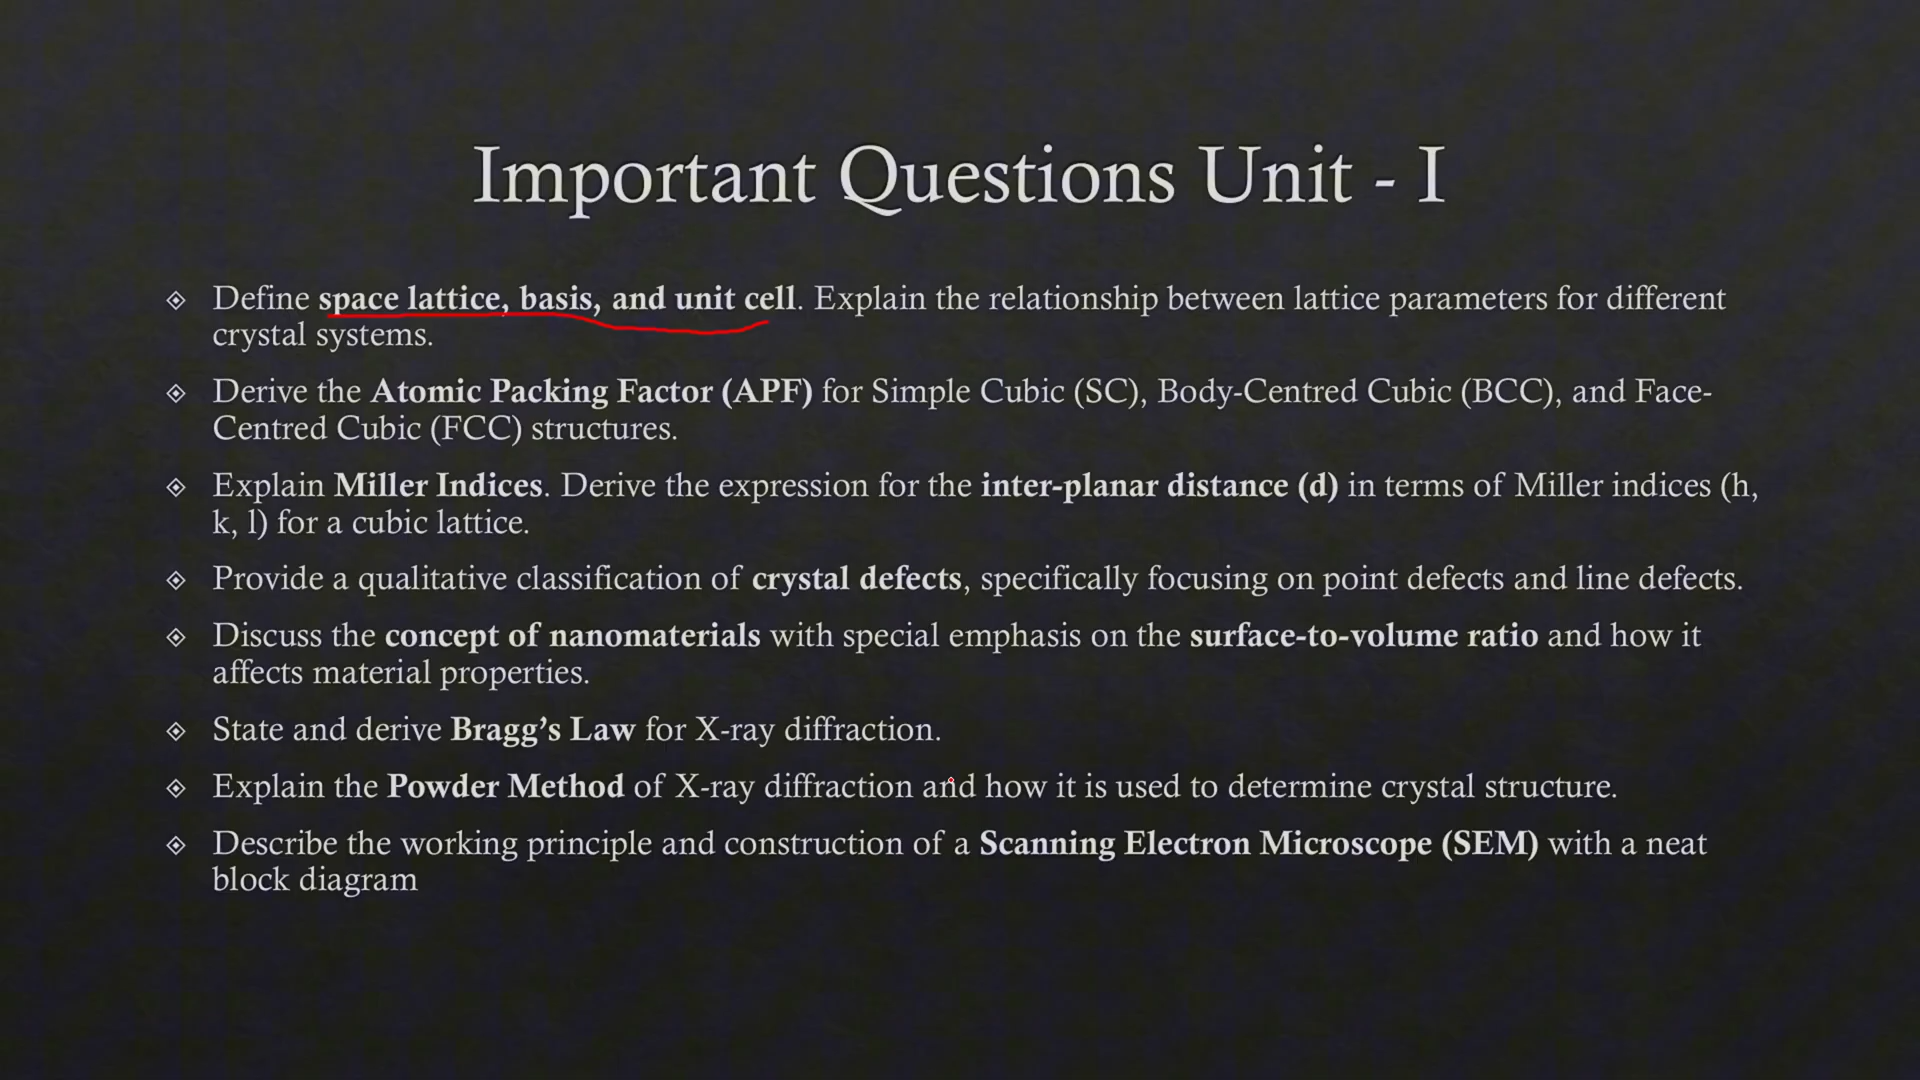 Important Questions Unit - I
Define space lattice, basis, and unit cell. Explain the relationship between lattice parameters for different
crystal systems.
Derive the Atomic Packing Factor (APF) for Simple Cubic (SC), Body-Centred Cubic (BCC), and Face-
Centred Cubic (FCC) structures.
Explain Miller Indices. Derive the expression for the inter-planar distance (d) in terms of Miller indices (h,
k, l) for a cubic lattice.
Provide a qualitative classification of crystal defects, specifically focusing on point defects and line defects.
Discuss the concept of nanomaterials with special emphasis on the surface-to-volume ratio and how it
affects material properties.
State and derive Bragg’s Law for X-ray diffraction.
Explain the Powder Method of X-ray diffraction and how it is used to determine crystal structure.
Describe the working principle and construction of a Scanning Electron Microscope (SEM) with a neat
block diagram